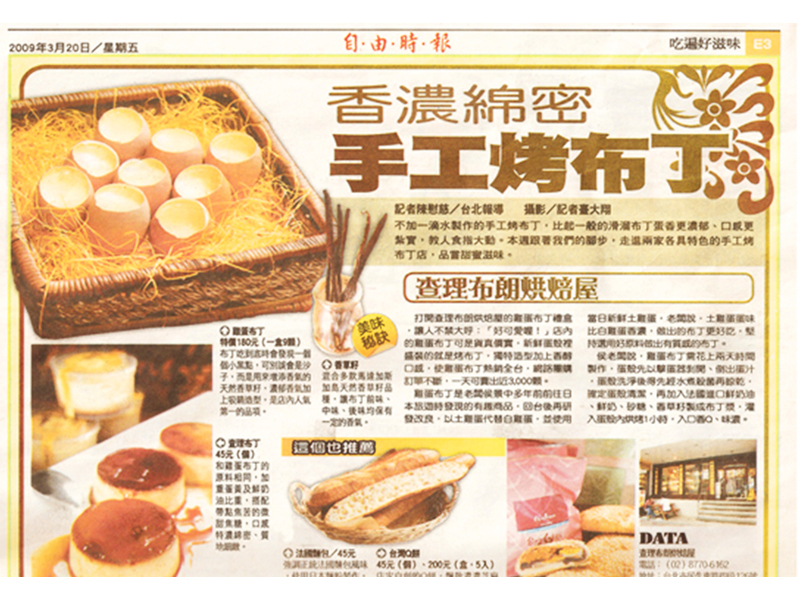 2009年3月20日／星期五
自·由·時·報
吃遍好滋味 E3
香濃綿密
手工烤布丁
記者陳慰慈／台北報導 攝影／記者臺大翔
不加一滴水製作的手工烤布丁，比起一般的滑溜布丁蛋香更濃郁、口感更
紮實，教人食指大動。本週跟著我們的腳步，走進兩家各具特色的手工烤
布丁店，品嘗甜蜜滋味。
查理布朗烘焙屋
打開查理布朗烘焙屋的雞蛋布丁禮盒
，讓人不禁大呼：「好可愛喔！」店內
的雞蛋布丁可是貨真價實，新鮮蛋殼裡
盛裝的就是烤布丁，獨特造型加上香醇
口感，使雞蛋布丁熱銷全台，網路團購
訂單不斷，一天可賣出近3,000顆。
雞蛋布丁是老闆侯景中多年前前往日
本旅遊時發現的有趣商品，回台後再研
發改良，以土雞蛋代替白雞蛋，並使用
當日新鮮土雞蛋，老闆說，土雞蛋蛋味
比白雞蛋香濃，做出的布丁更好吃，堅
持選用好原料做出有質感的布丁。
侯老闆說，雞蛋布丁需花上兩天時間
製作，蛋殼先以擊蛋器割開、倒出蛋汁
，蛋殼洗淨後得先經水煮殺菌再晾乾，
確定蛋殼清潔，再加入法國進口鮮奶油
、鮮奶、砂糖、香草籽製成布丁漿，灌
入蛋殼內烘烤1小時，入口香Q、味濃。
美味
秘訣
香草籽
混合多款馬達加斯
加島天然香草籽品
種，讓布丁前味、
中味、後味均保有
一定的香氣。
雞蛋布丁
特價180元（一盒9顆）
布丁吃到底時會發現一個
個小黑點，可別誤會是沙
子，而是用來增添香氣的
天然香草籽，濃郁香氣加
上吸睛造型，是店內人氣
第一的品項。
查理布丁
45元（個）
和雞蛋布丁的
原料相同，加
重蛋黃及鮮奶
油比重，搭配
帶點焦苦的微
甜焦糖，口感
特濃綿密、質
地細緻。
這個也推薦
法國麵包／45元
強調正統法國麵包風味
台灣Q餅
45元（個）、200元（盒，5入）
DATA
查理布朗烘焙屋
電話：（02）8770-6162